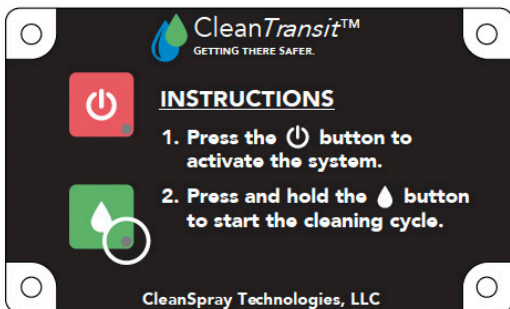 CleanTransit™
GETTING THERE SAFER.
INSTRUCTIONS
1. Press the button to
activate the system.
2. Press and hold the button
to start the cleaning cycle.
CleanSpray Technologies, LLC